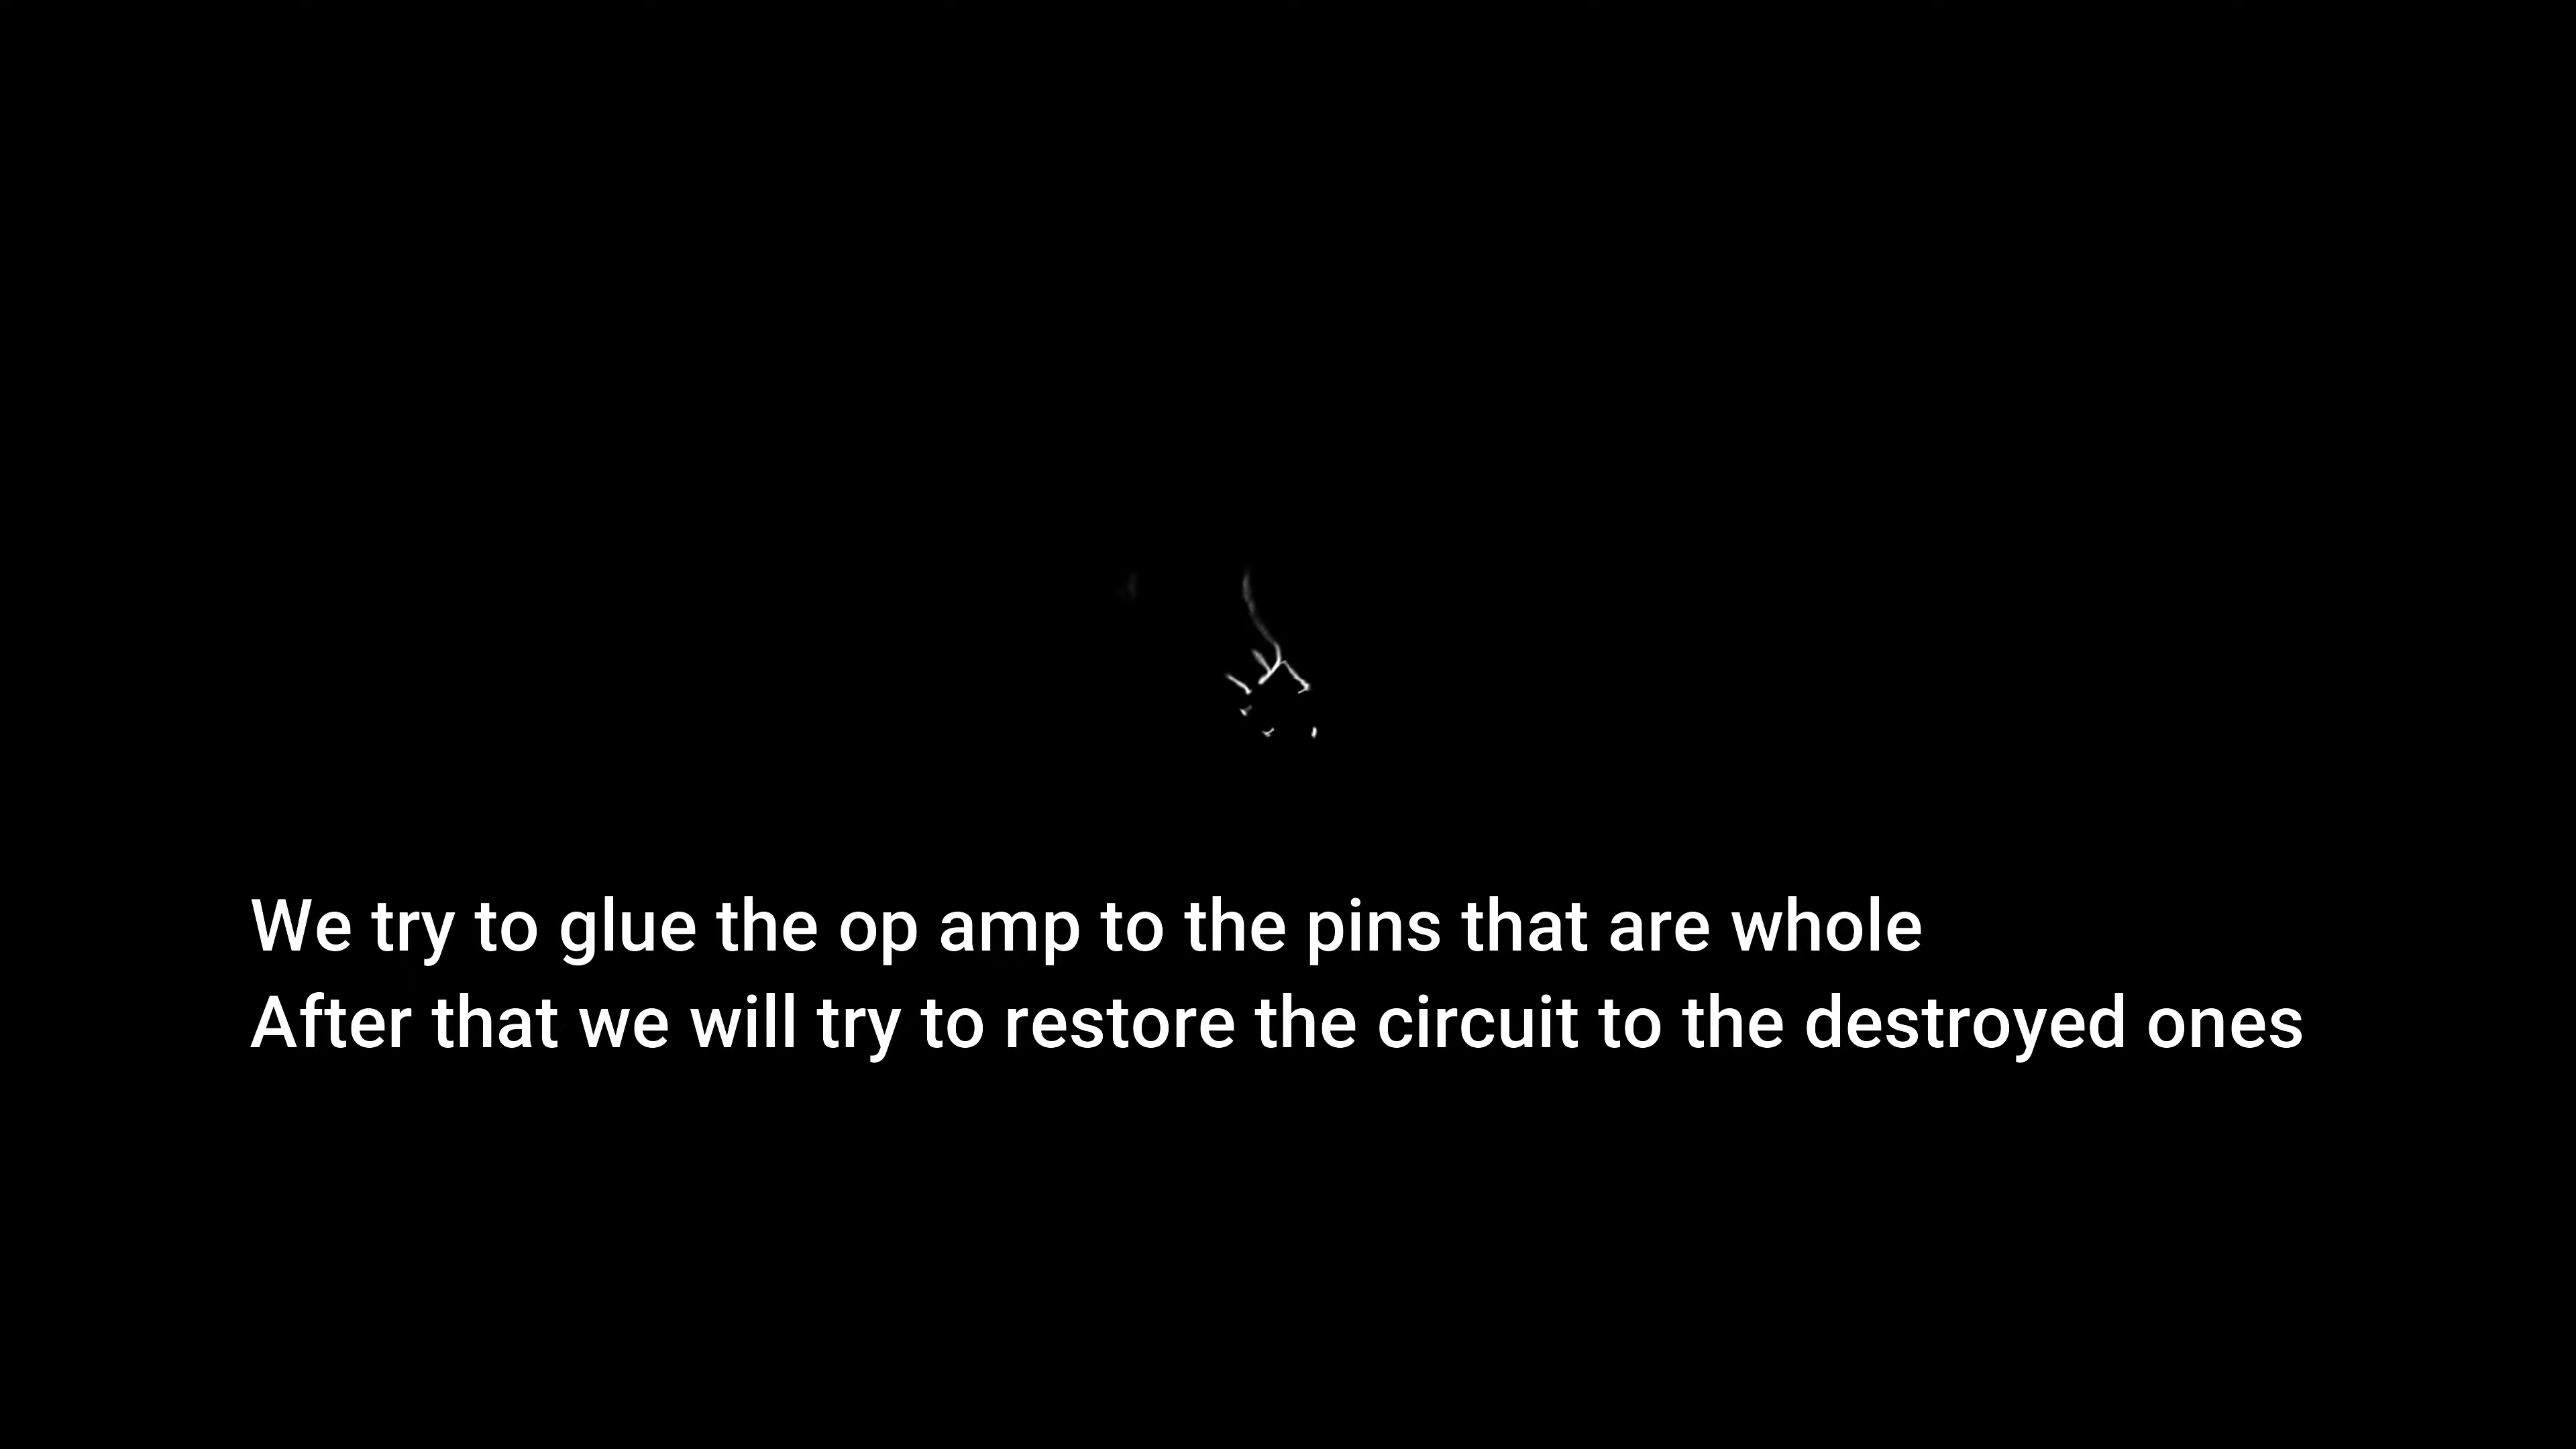 We try to glue the op amp to the pins that are whole
After that we will try to restore the circuit to the destroyed ones